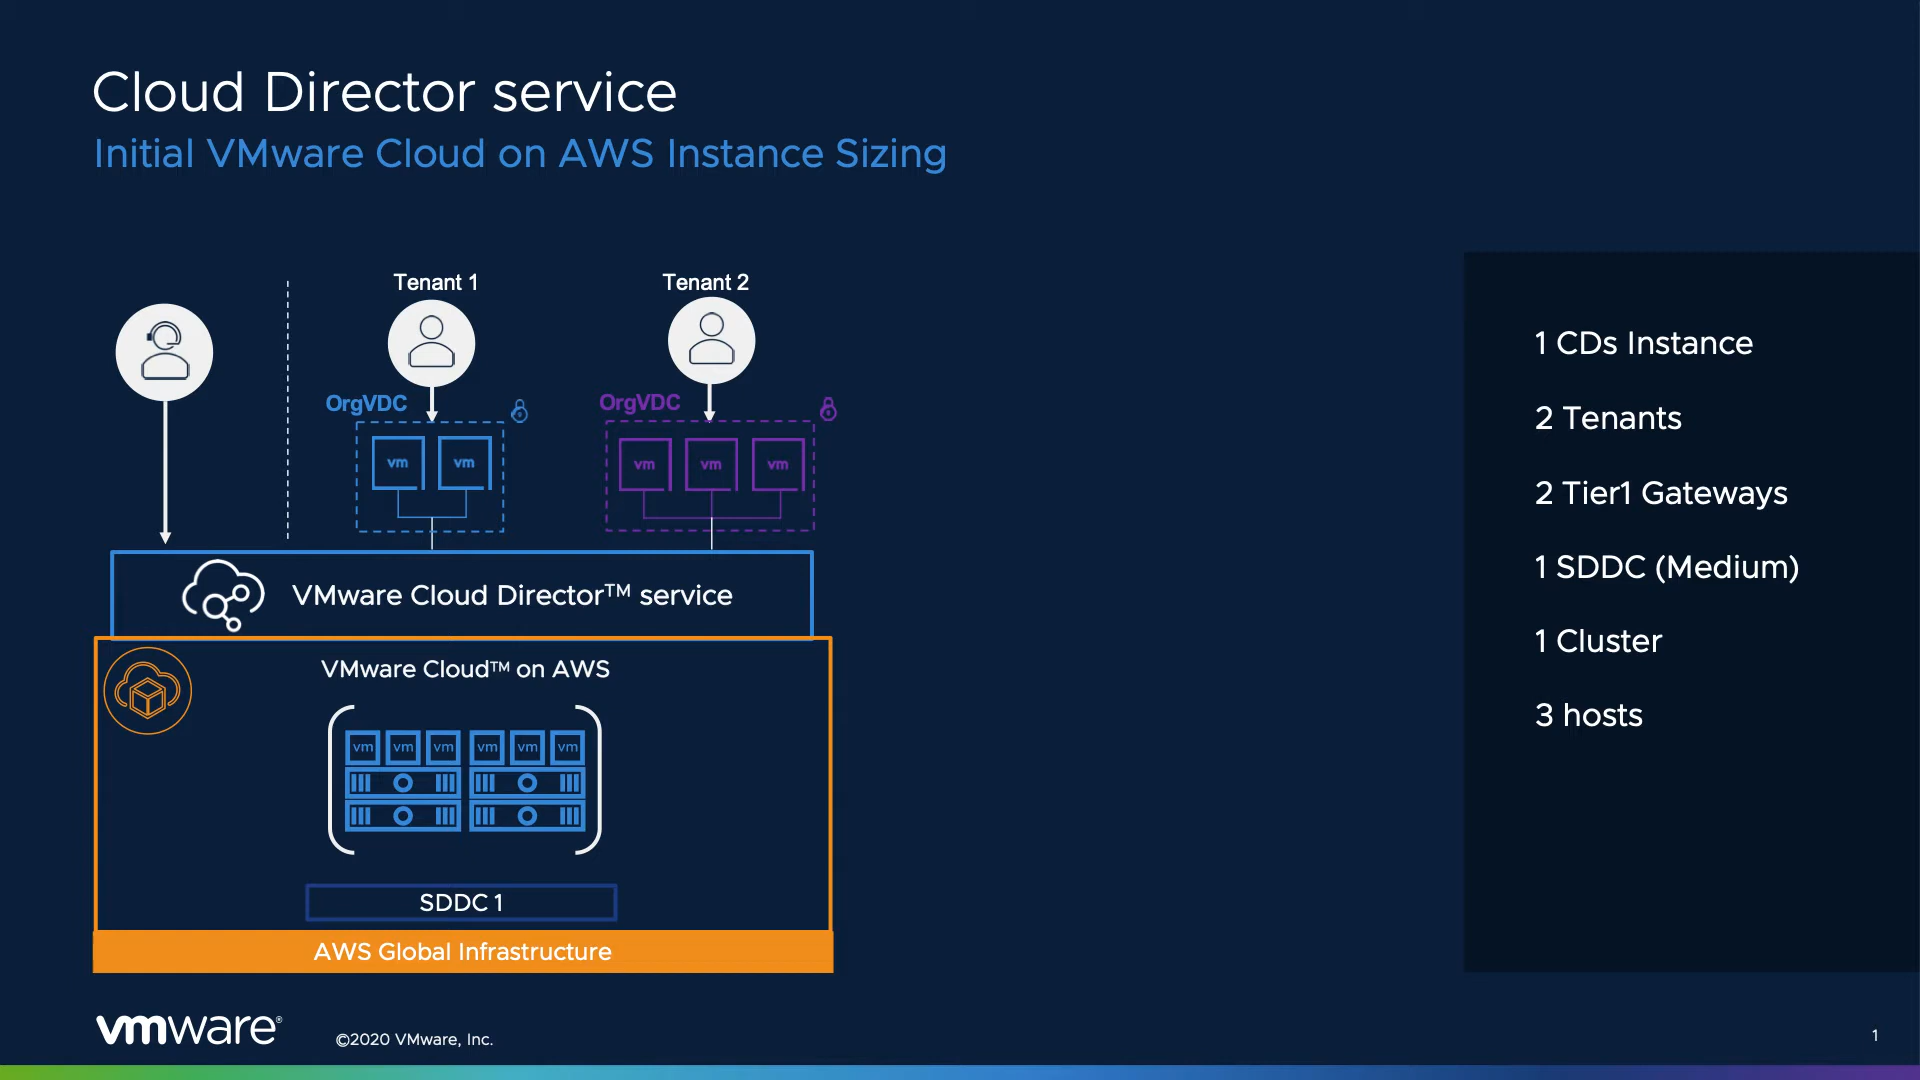 Cloud Director service
Initial VMware Cloud on AWS Instance Sizing
Tenant 1
Tenant 2
OrgVDC
OrgVDC
vm vm
vm vm vm
VMware Cloud Director™ service
VMware Cloud™ on AWS
vm vm vm vm vm vm
SDDC 1
AWS Global Infrastructure
1 CDs Instance
2 Tenants
2 Tier1 Gateways
1 SDDC (Medium)
1 Cluster
3 hosts
vmware®
©2020 VMware, Inc.
1